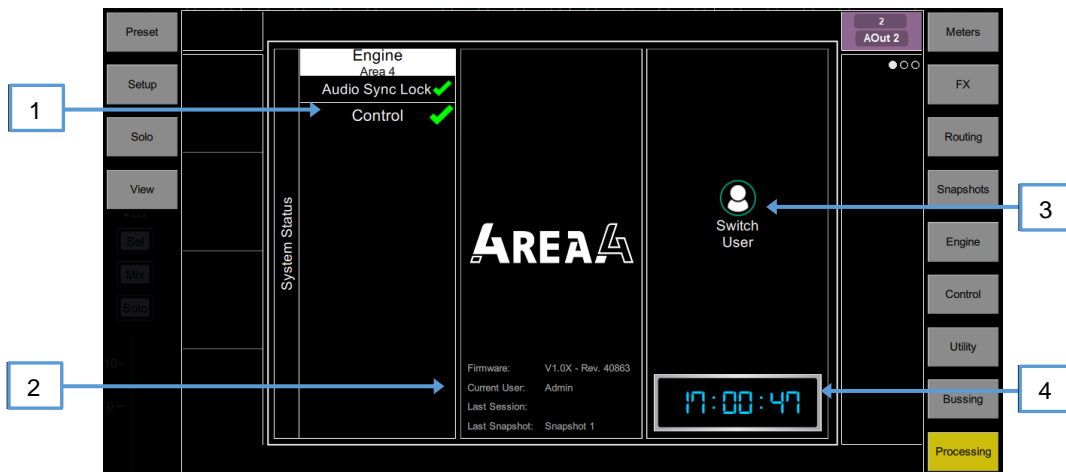 Preset
Setup
Solo
View
Sel
Mix
Solo
10
0
1
2
System Status
Engine
Area 4
Audio Sync Lock
Control
AREA4
Firmware: V1.0X - Rev. 40863
Current User: Admin
Last Session:
Last Snapshot: Snapshot 1
Switch
User
17:00:47
2
AOut 2
Meters
FX
Routing
Snapshots
Engine
Control
Utility
Bussing
Processing
3
4